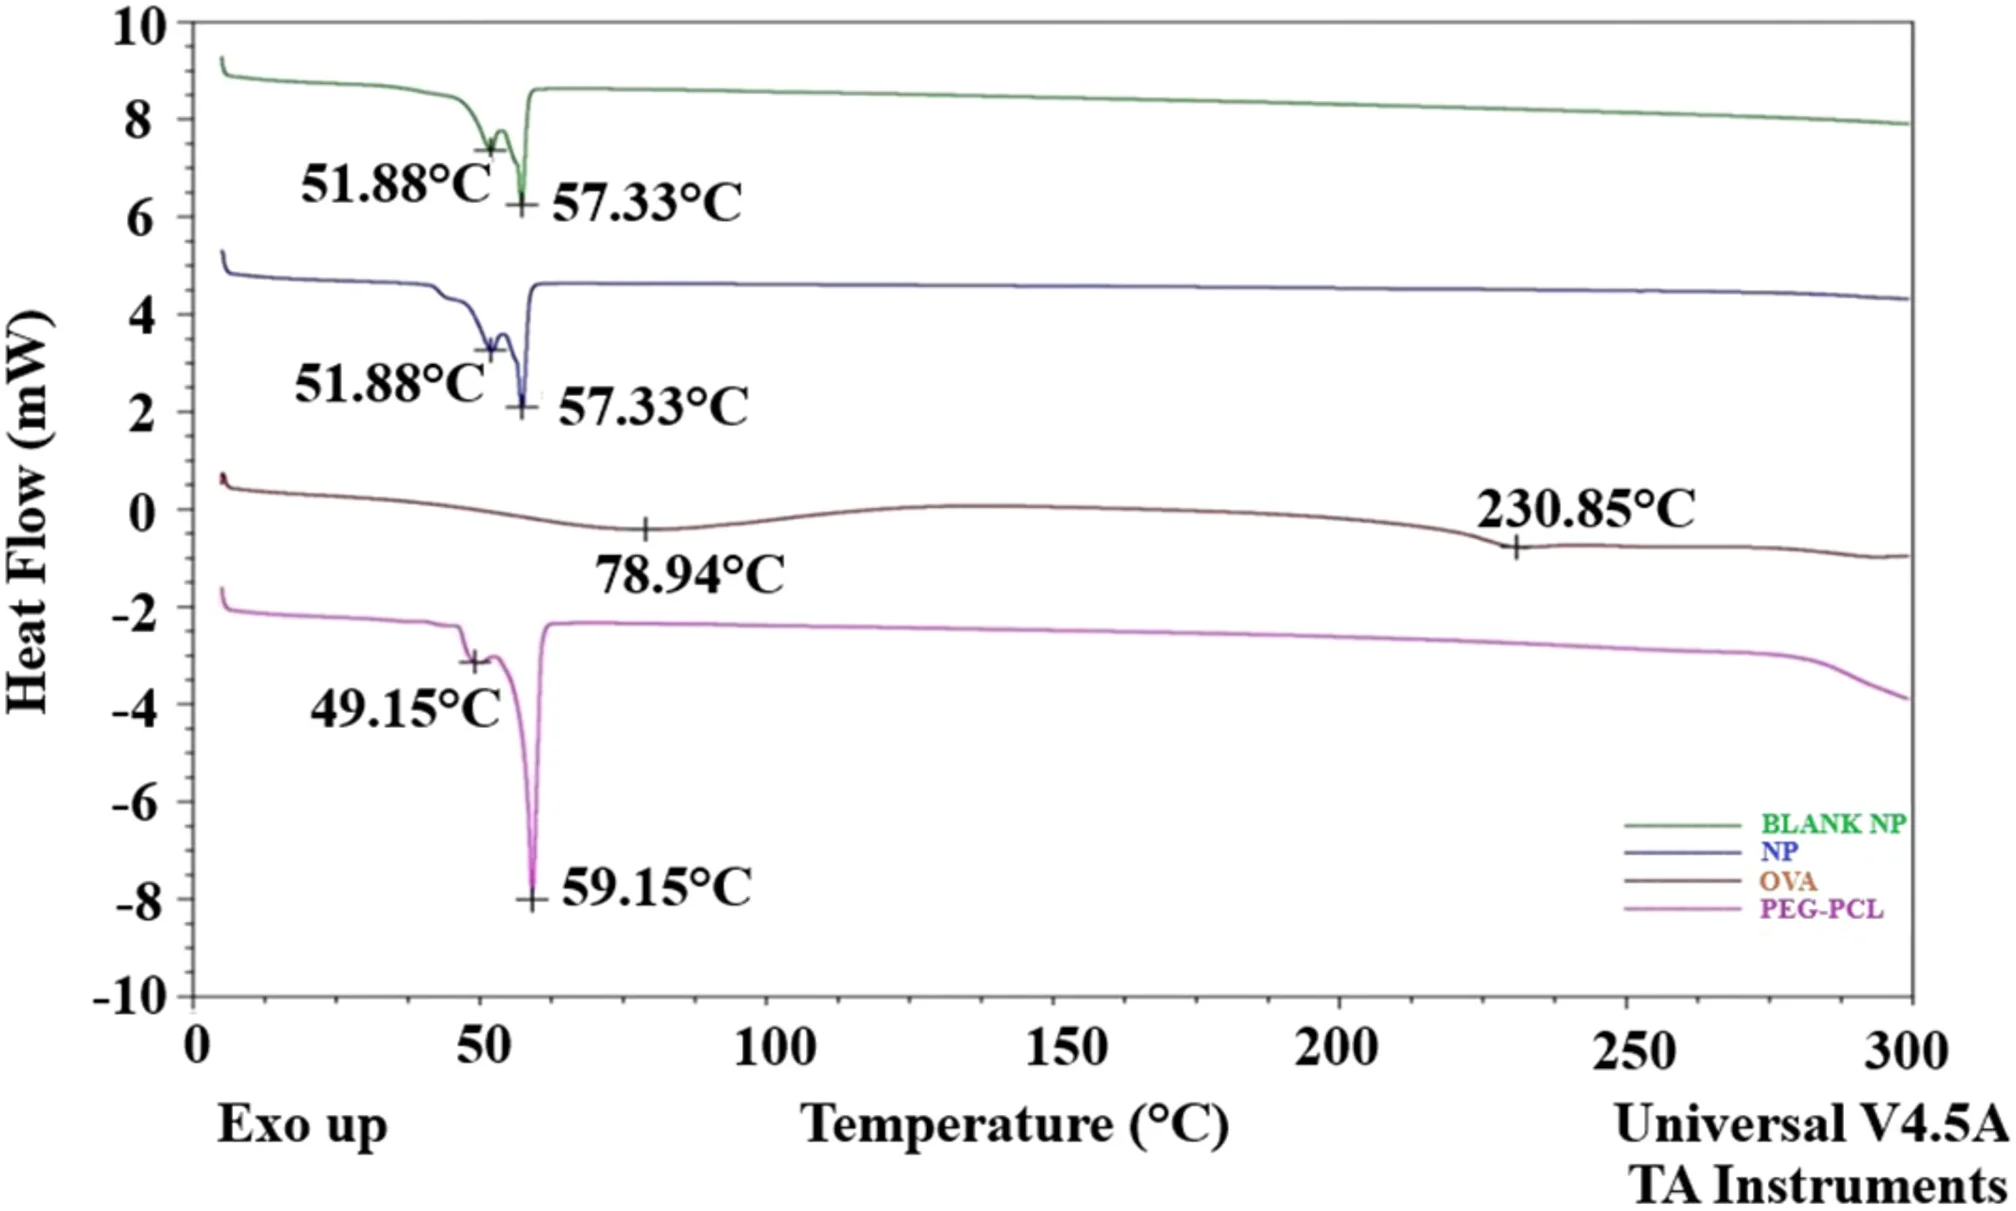 10
8
6
4
2
0
-2
-4
-6
-8
-10
Heat Flow (mW)
51.88°C
57.33°C
51.88°C
57.33°C
78.94°C
230.85°C
49.15°C
59.15°C
BLANK NP
NP
OVA
PEG-PCL
0 50 100 150 200 250 300
Exo up
Temperature (°C)
Universal V4.5A
TA Instruments